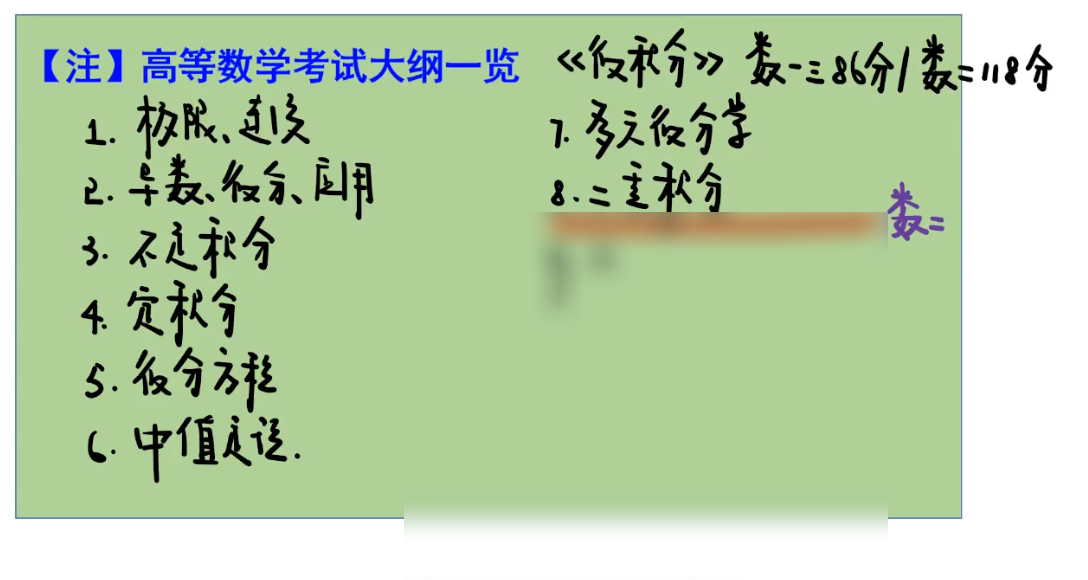 【注】高等数学考试大纲一览 《微积分》 数一三86分/数二118分
1. 极限、连续
2. 导数、微分、应用
3. 不定积分
4. 定积分
5. 微分方程
6. 中值定理.
7. 多元微分学
8. 二重积分
数二